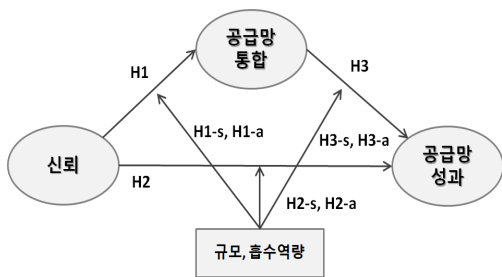 공급망
통합
H1
H3
H1-s, H1-a
H3-s, H3-a
신뢰
H2
공급망
성과
H2-s, H2-a
규모, 흡수역량